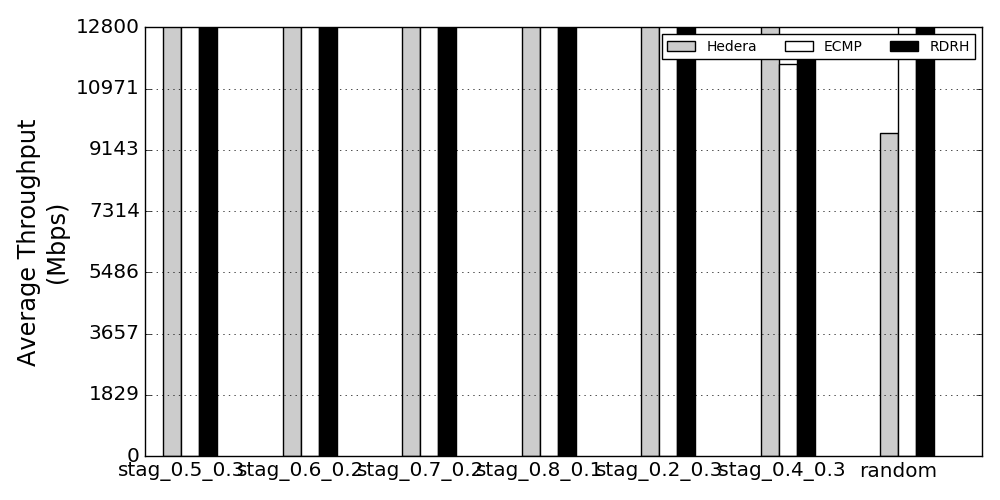 Average Throughput
(Mbps)
12800
10971
9143
7314
5486
3657
1829
0
Hedera ECMP RDRH
stag_0.5_0.3 stag_0.6_0.2 stag_0.7_0.2 stag_0.8_0.1 stag_0.2_0.3 stag_0.4_0.3 random